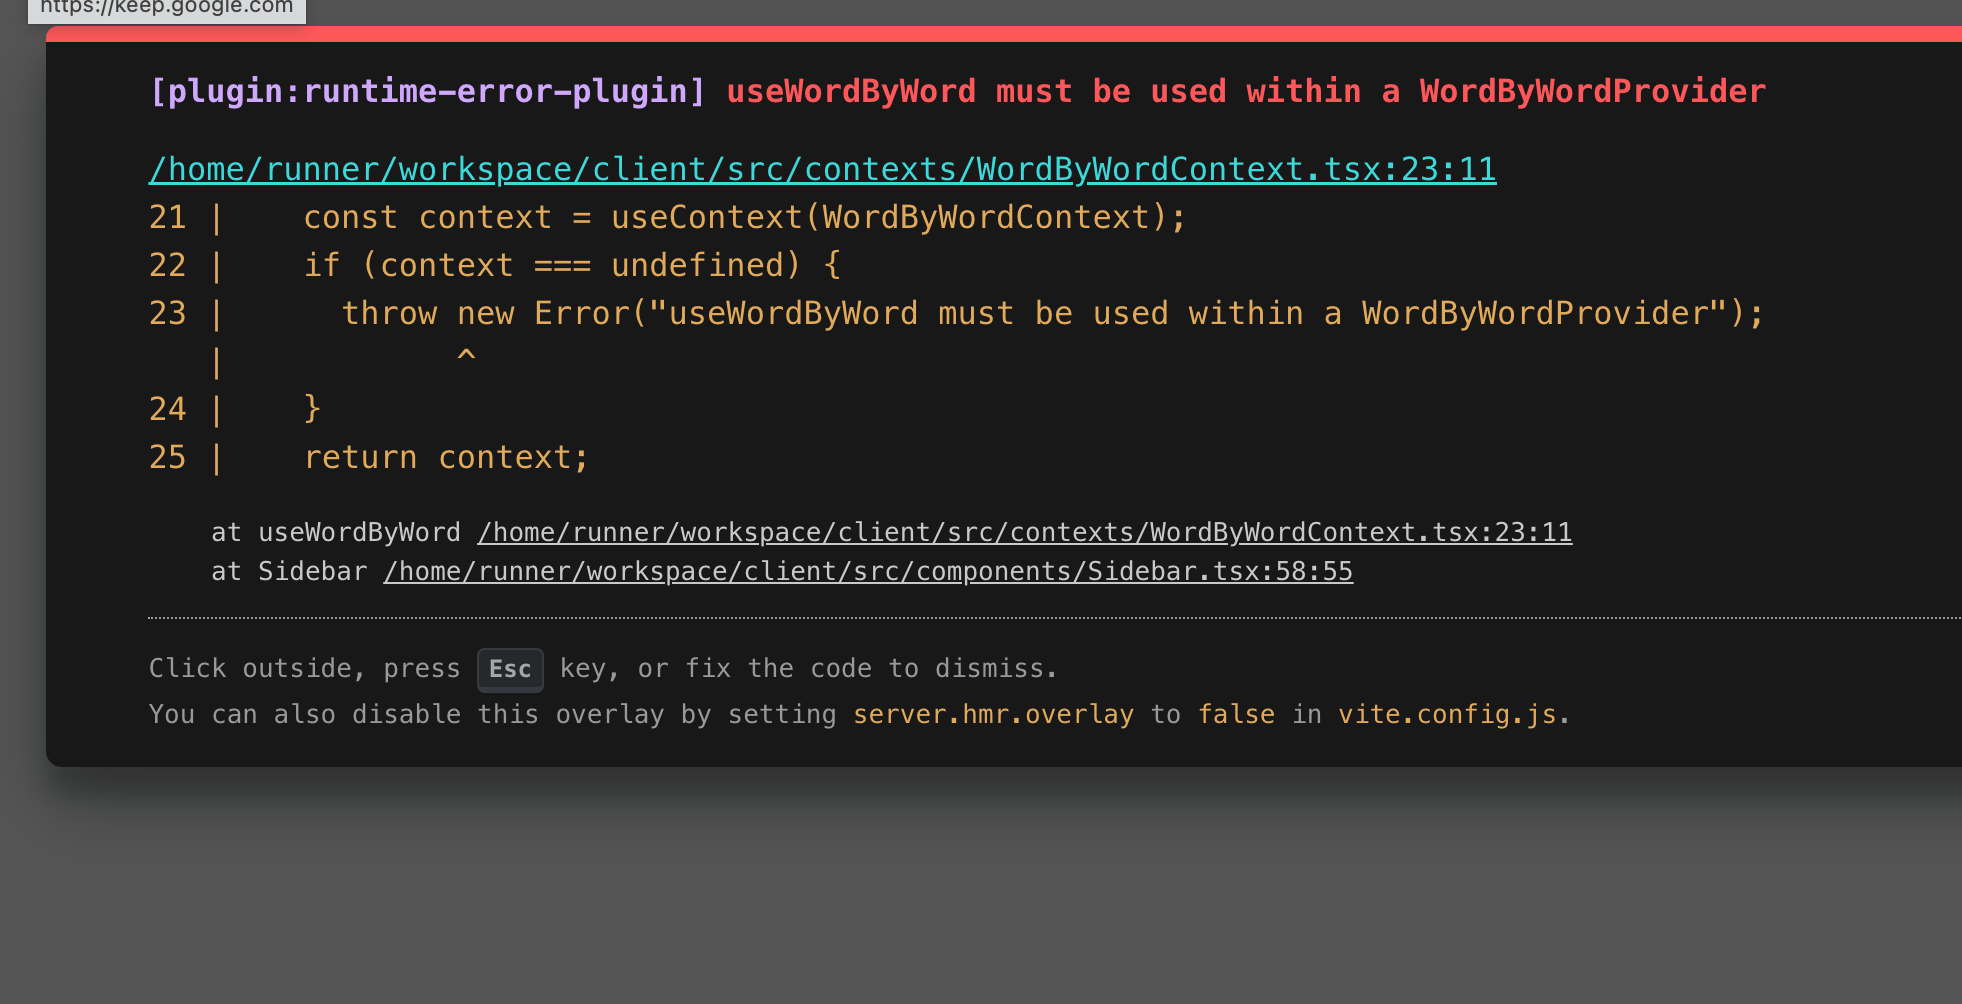 https://keep.google.com
[plugin:runtime-error-plugin] useWordByWord must be used within a WordByWordProvider
/home/runner/workspace/client/src/contexts/WordByWordContext.tsx:23:11
21 |    const context = useContext(WordByWordContext);
22 |    if (context === undefined) {
23 |      throw new Error("useWordByWord must be used within a WordByWordProvider");
   |            ^
24 |    }
25 |    return context;
at useWordByWord /home/runner/workspace/client/src/contexts/WordByWordContext.tsx:23:11
at Sidebar /home/runner/workspace/client/src/components/Sidebar.tsx:58:55
Click outside, press Esc key, or fix the code to dismiss.
You can also disable this overlay by setting server.hmr.overlay to false in vite.config.js.